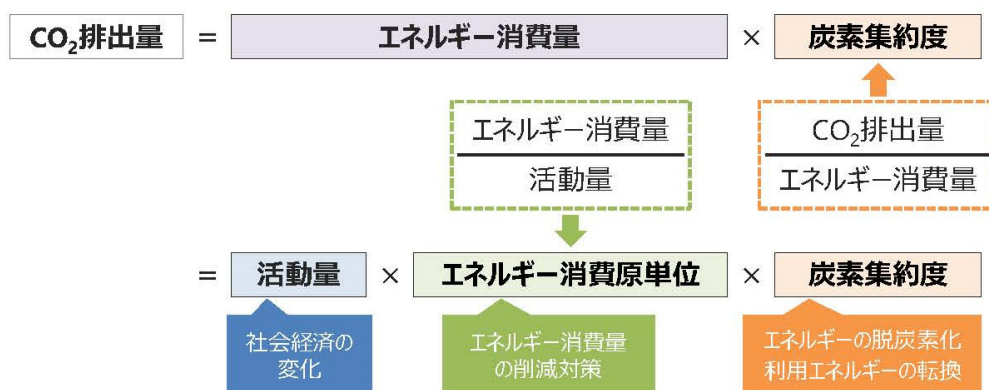 CO₂排出量 = エネルギー消費量 × 炭素集約度
エネルギー消費量
活動量
CO₂排出量
エネルギー消費量
= 活動量 × エネルギー消費原単位 × 炭素集約度
社会経済の
変化
エネルギー消費量
の削減対策
エネルギーの脱炭素化
利用エネルギーの転換